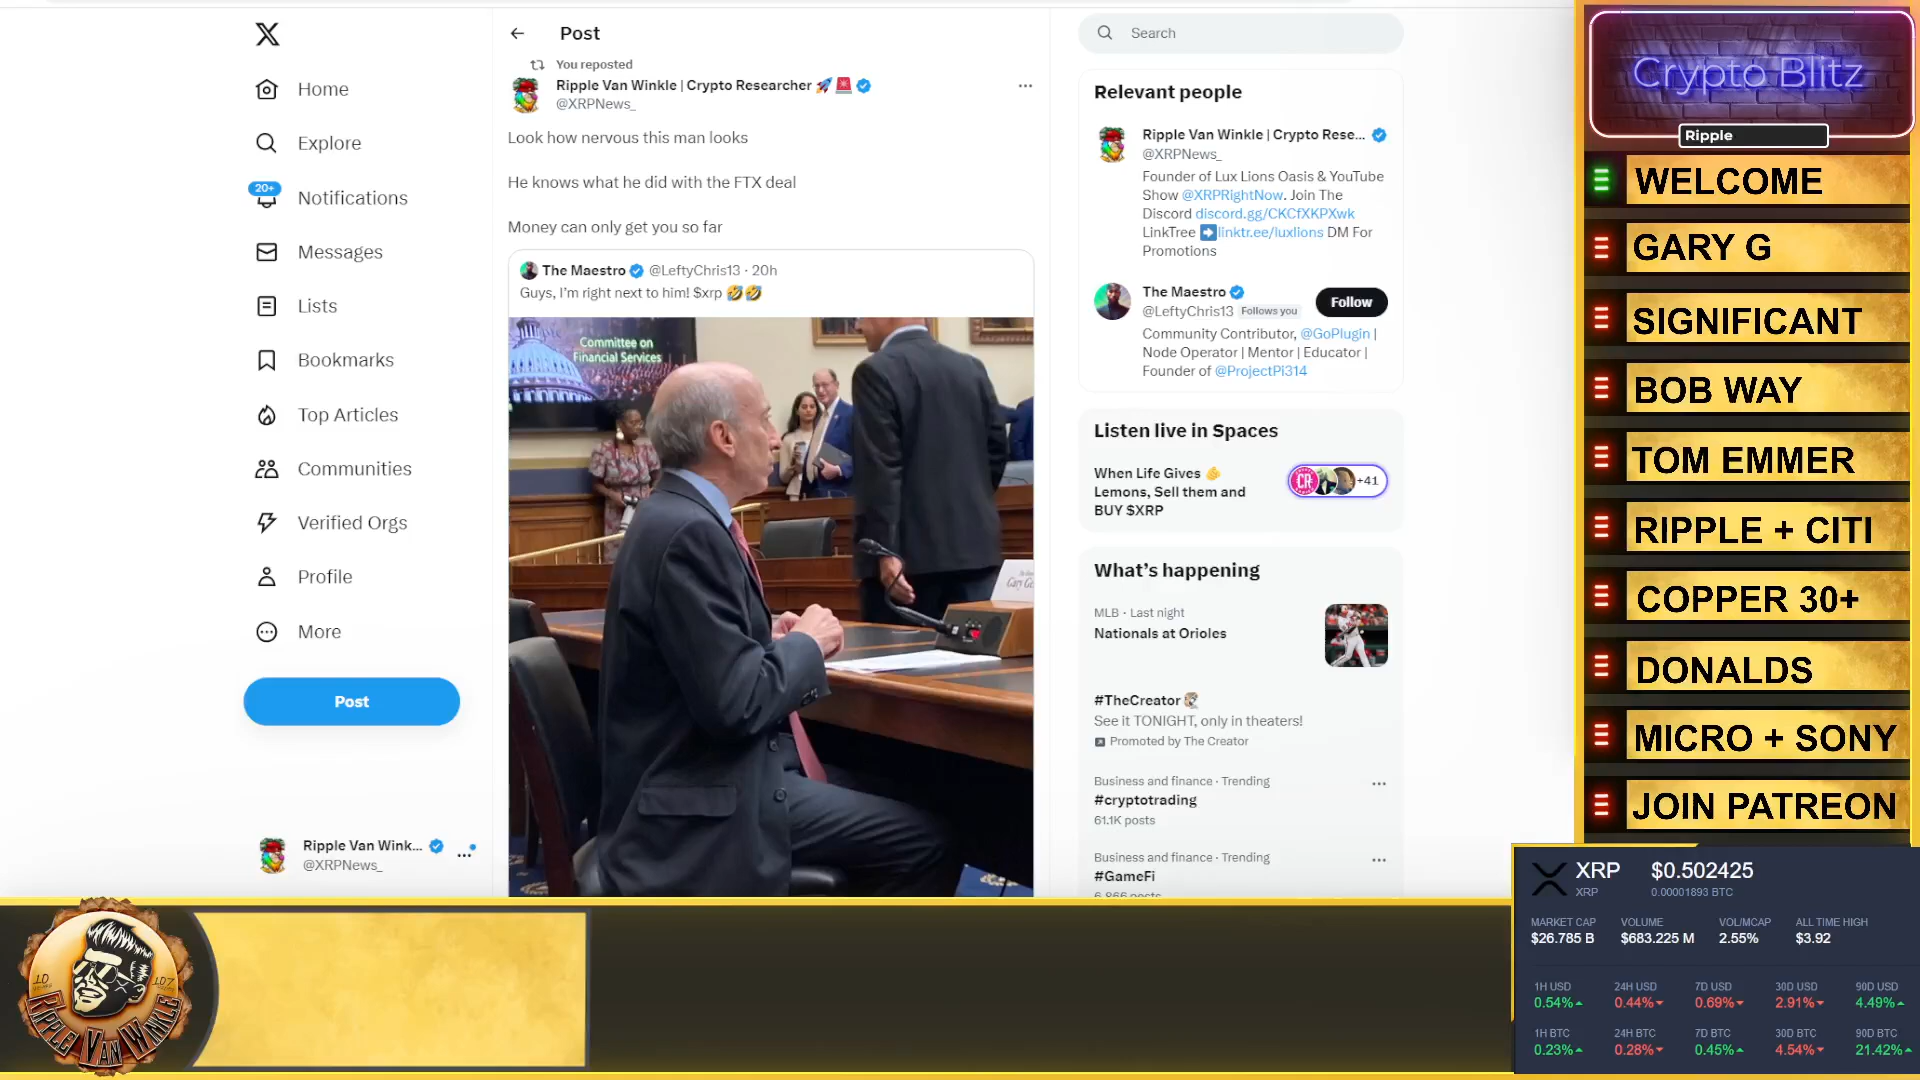 Home
Explore
20+
Notifications
Messages
Lists
Bookmarks
Top Articles
Communities
Verified Orgs
Profile
More
Post
Ripple Van Wink...
@XRPNews_
Post
You reposted
Ripple Van Winkle | Crypto Researcher 🚀🚨
@XRPNews_
Look how nervous this man looks
He knows what he did with the FTX deal
Money can only get you so far
The Maestro @LeftyChris13 · 20h
Guys, I'm right next to him! $xrp 🤣🤣
Committee on
Financial Services
Search
Relevant people
Ripple Van Winkle | Crypto Rese...
@XRPNews_
Founder of Lux Lions Oasis & YouTube
Show @XRPRightNow. Join The
Discord discord.gg/CKCfXKPXwk
LinkTree ➡️linktr.ee/luxlions DM For
Promotions
The Maestro
@LeftyChris13 Follows you
Follow
Community Contributor, @GoPlugin |
Node Operator | Mentor | Educator |
Founder of @ProjectPi314
Listen live in Spaces
When Life Gives 🍋
Lemons, Sell them and
BUY $XRP
CR
+41
What's happening
MLB · Last night
Nationals at Orioles
#TheCreator
See it TONIGHT, only in theaters!
Promoted by The Creator
Business and finance · Trending
#cryptotrading
61.1K posts
Business and finance · Trending
#GameFi
6,866 posts
Crypto Blitz
Ripple
WELCOME
GARY G
SIGNIFICANT
BOB WAY
TOM EMMER
RIPPLE + CITI
COPPER 30+
DONALDS
MICRO + SONY
JOIN PATREON
XRP $0.502425
XRP 0.00001893 BTC
MARKET CAP VOLUME VOL/MCAP ALL TIME HIGH
$26.785 B $683.225 M 2.55% $3.92
1H USD 24H USD 7D USD 30D USD 90D USD
0.54% 0.44% 0.69% 2.91% 4.49%
1H BTC 24H BTC 7D BTC 30D BTC 90D BTC
0.23% 0.28% 0.45% 4.54% 21.42%
10
107
RIPPLE VAN WINKLE